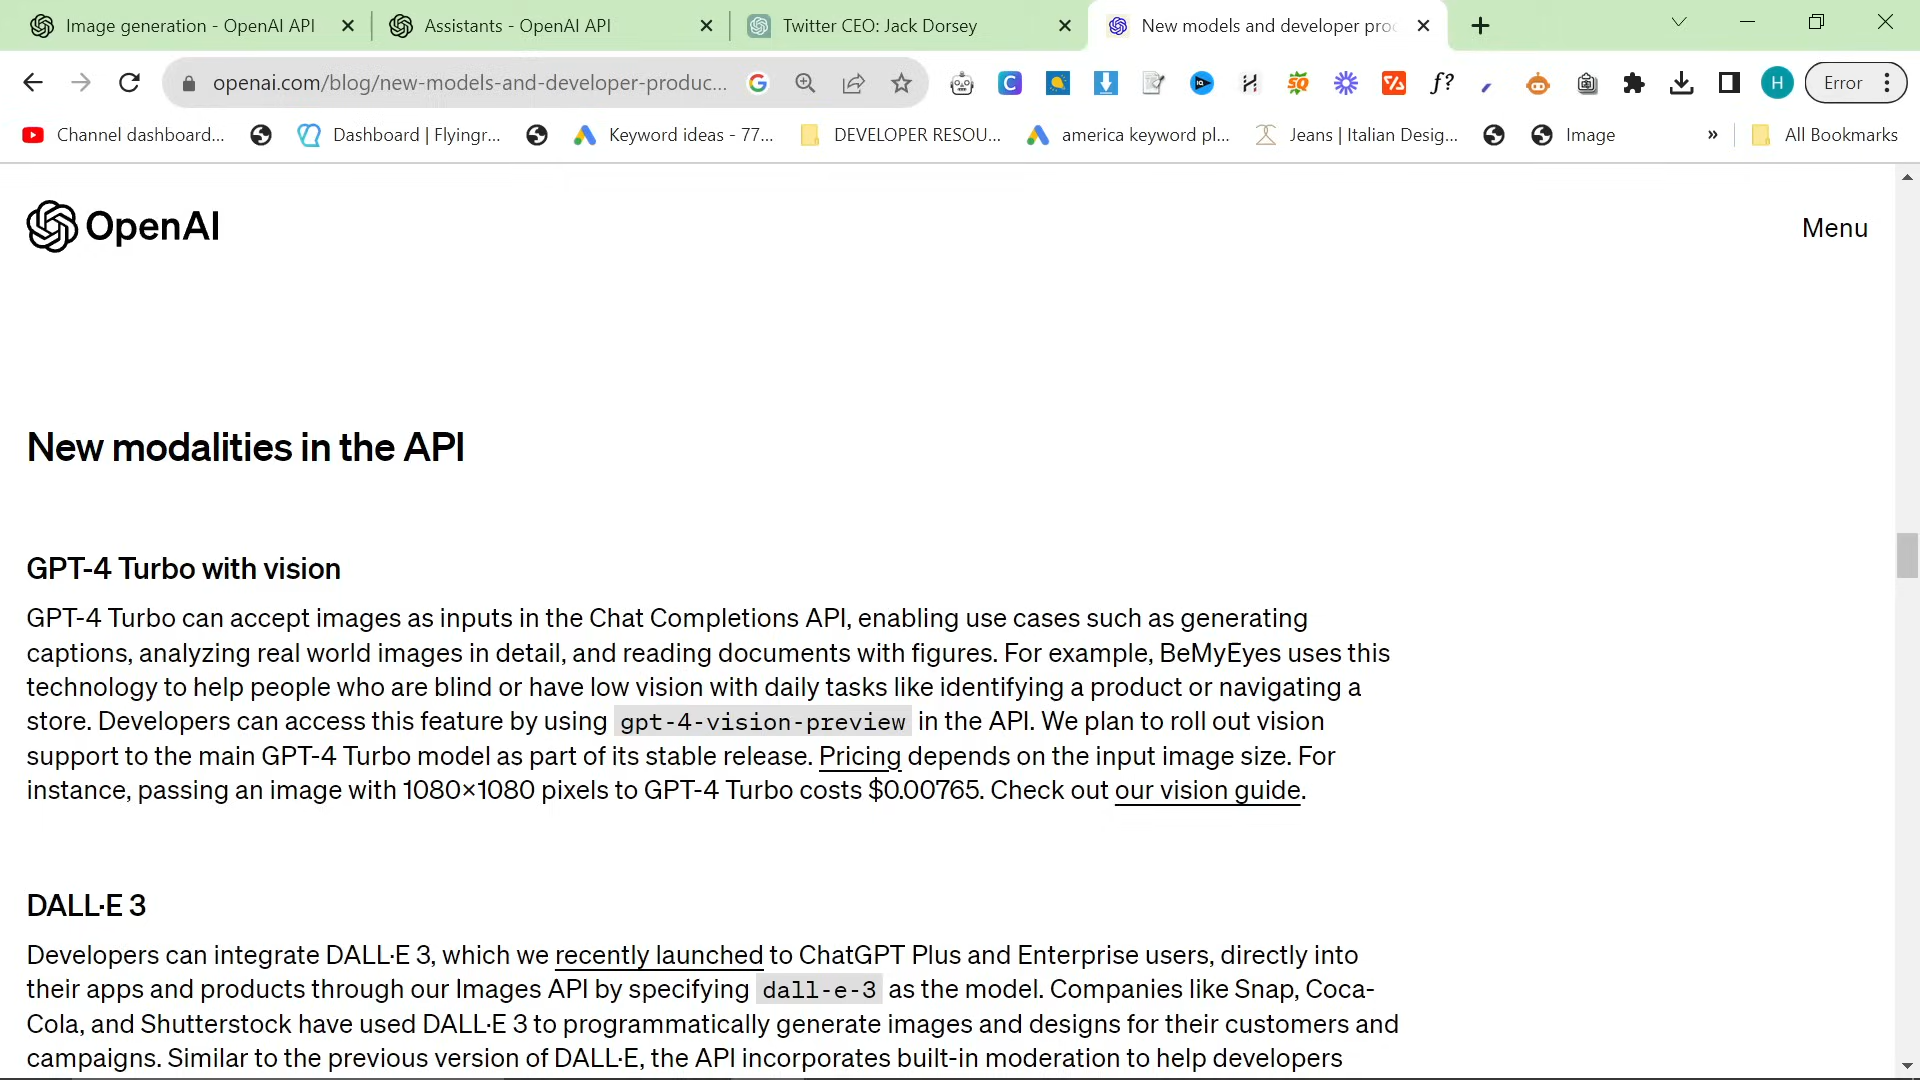 Image generation - OpenAI API
Assistants - OpenAI API
Twitter CEO: Jack Dorsey
New models and developer pro
openai.com/blog/new-models-and-developer-produc...
H
Error
Channel dashboard...
Dashboard | Flyingr...
Keyword ideas - 77...
DEVELOPER RESOU...
america keyword pl...
Jeans | Italian Desig...
Image
»
All Bookmarks
OpenAI
Menu
New modalities in the API
GPT-4 Turbo with vision
GPT-4 Turbo can accept images as inputs in the Chat Completions API, enabling use cases such as generating
captions, analyzing real world images in detail, and reading documents with figures. For example, BeMyEyes uses this
technology to help people who are blind or have low vision with daily tasks like identifying a product or navigating a
store. Developers can access this feature by using gpt-4-vision-preview in the API. We plan to roll out vision
support to the main GPT-4 Turbo model as part of its stable release. Pricing depends on the input image size. For
instance, passing an image with 1080×1080 pixels to GPT-4 Turbo costs $0.00765. Check out our vision guide.
DALL·E 3
Developers can integrate DALL·E 3, which we recently launched to ChatGPT Plus and Enterprise users, directly into
their apps and products through our Images API by specifying dall-e-3 as the model. Companies like Snap, Coca-
Cola, and Shutterstock have used DALL·E 3 to programmatically generate images and designs for their customers and
campaigns. Similar to the previous version of DALL·E, the API incorporates built-in moderation to help developers